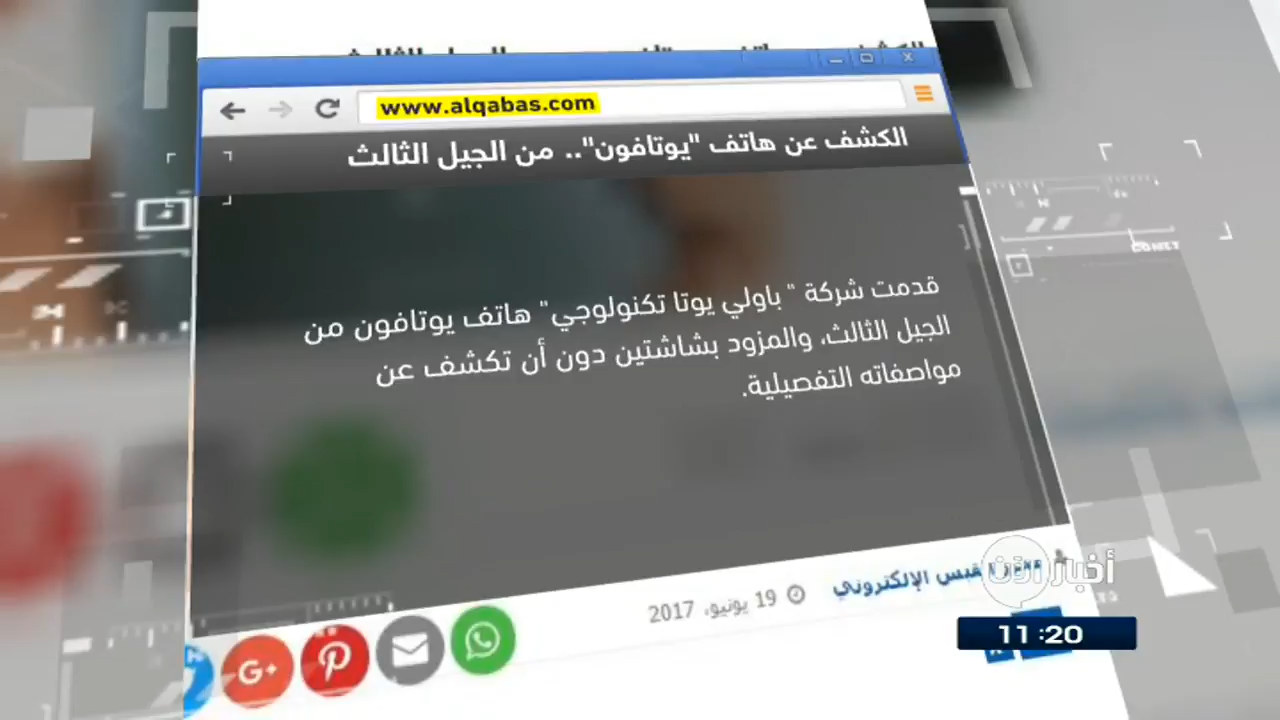 www.alqabas.com
الكشف عن هاتف "يوتافون".. من الجيل الثالث
قدمت شركة " باولي يوتا تكنولوجي" هاتف يوتافون من
الجيل الثالث، والمزود بشاشتين دون أن تكشف عن
مواصفاته التفصيلية.
القبس الإلكتروني
19 يونيو، 2017
أخبار الآن
11:20